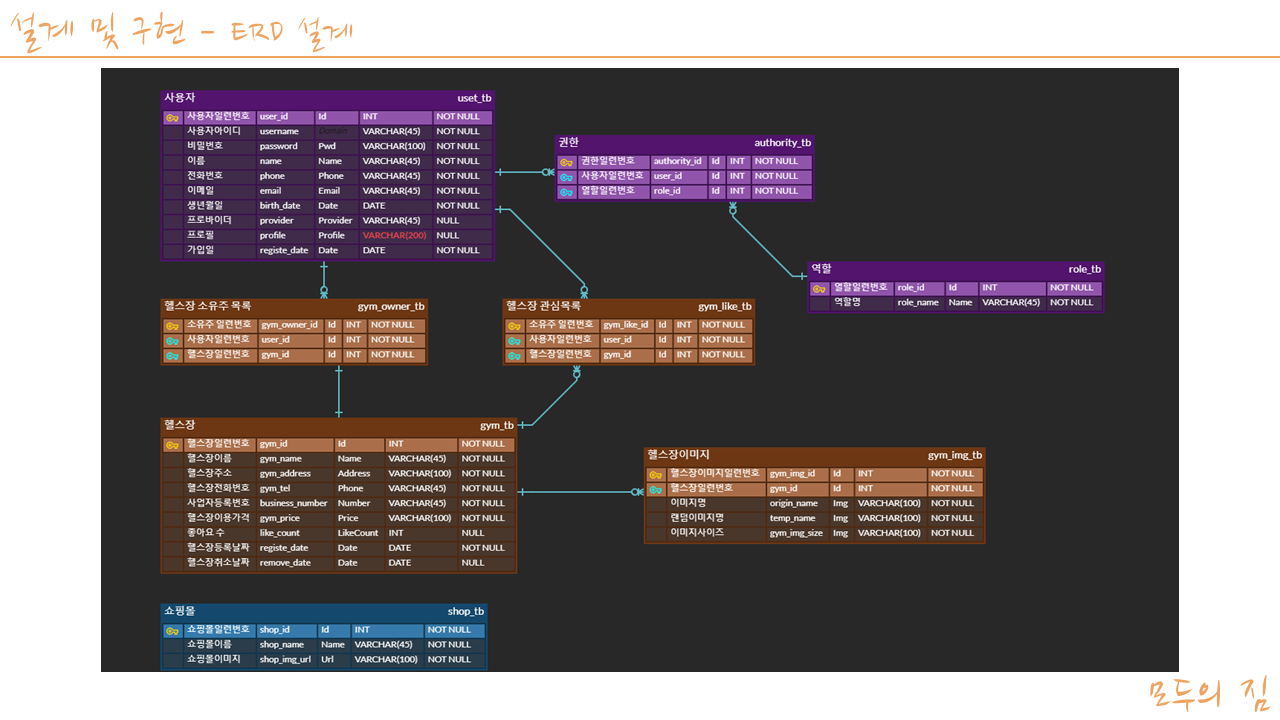 설계 및 구현 - ERD 설계
사용자 uset_tb
사용자일련번호 user_id Id INT NOT NULL
사용자아이디 username Domain VARCHAR(45) NOT NULL
비밀번호 password Pwd VARCHAR(100) NOT NULL
이름 name Name VARCHAR(45) NOT NULL
전화번호 phone Phone VARCHAR(45) NOT NULL
이메일 email Email VARCHAR(45) NOT NULL
생년월일 birth_date Date DATE NOT NULL
프로바이더 provider Provider VARCHAR(45) NULL
프로필 profile Profile VARCHAR(200) NULL
가입일 registe_date Date DATE NOT NULL
권한 authority_tb
권한일련번호 authority_id Id INT NOT NULL
사용자일련번호 user_id Id INT NOT NULL
열할일련번호 role_id Id INT NOT NULL
역할 role_tb
열할일련번호 role_id Id INT NOT NULL
역할명 role_name Name VARCHAR(45) NOT NULL
헬스장 소유주 목록 gym_owner_tb
소유주 일련번호 gym_owner_id Id INT NOT NULL
사용자일련번호 user_id Id INT NOT NULL
헬스장일련번호 gym_id Id INT NOT NULL
헬스장 관심목록 gym_like_tb
소유주 일련번호 gym_like_id Id INT NOT NULL
사용자일련번호 user_id Id INT NOT NULL
헬스장일련번호 gym_id Id INT NOT NULL
헬스장 gym_tb
헬스장일련번호 gym_id Id INT NOT NULL
헬스장이름 gym_name Name VARCHAR(45) NOT NULL
헬스장주소 gym_address Address VARCHAR(100) NOT NULL
헬스장전화번호 gym_tel Phone VARCHAR(45) NOT NULL
사업자등록번호 business_number Number VARCHAR(45) NOT NULL
헬스장이용가격 gym_price Price VARCHAR(100) NOT NULL
좋아요 수 like_count LikeCount INT NULL
헬스장등록날짜 registe_date Date DATE NOT NULL
헬스장취소날짜 remove_date Date DATE NULL
헬스장이미지 gym_img_tb
헬스장이미지일련번호 gym_img_id Id INT NOT NULL
헬스장일련번호 gym_id Id INT NOT NULL
이미지명 origin_name Img VARCHAR(100) NOT NULL
랜덤이미지명 temp_name Img VARCHAR(100) NOT NULL
이미지사이즈 gym_img_size Img VARCHAR(100) NOT NULL
쇼핑몰 shop_tb
쇼핑몰일련번호 shop_id Id INT NOT NULL
쇼핑몰이름 shop_name Name VARCHAR(45) NOT NULL
쇼핑몰이미지 shop_img_url Url VARCHAR(100) NOT NULL
모두의 짐